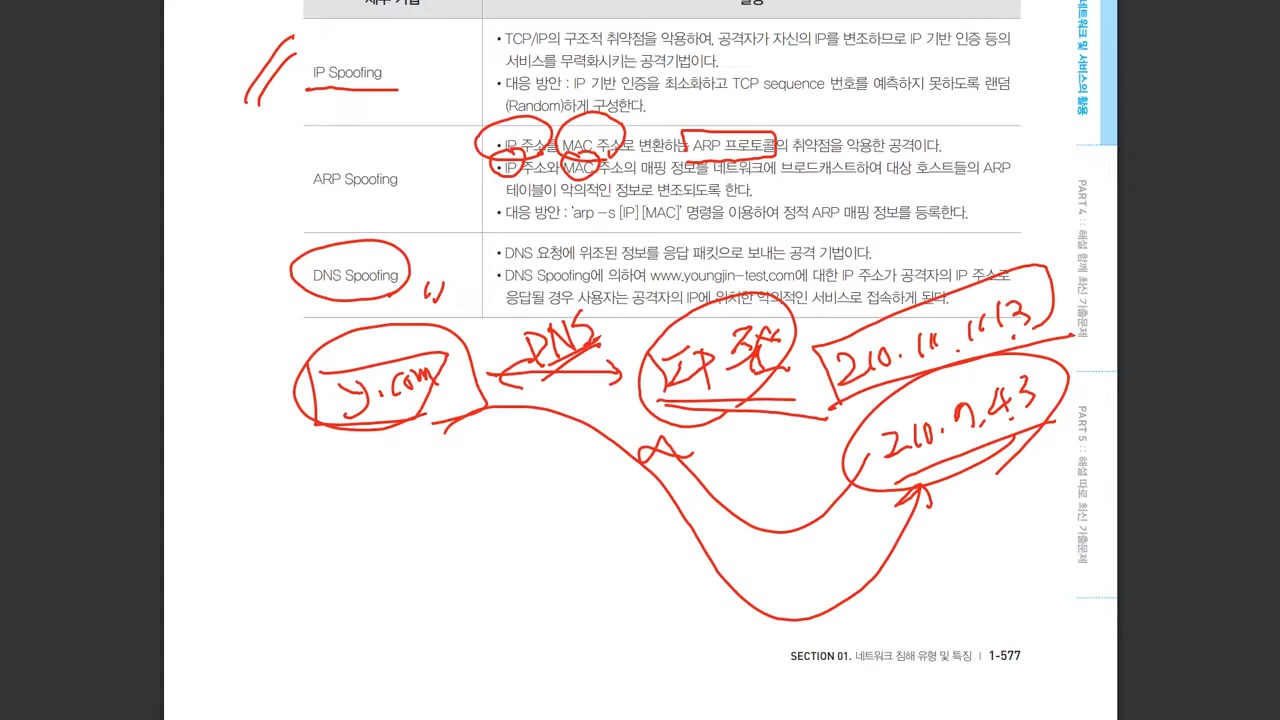 IP Spoofing
• TCP/IP의 구조적 취약점을 악용하여, 공격자가 자신의 IP를 변조하므로 IP 기반 인증 등의
서비스를 무력화시키는 공격기법이다.
• 대응 방안 : IP 기반 인증을 최소화하고 TCP sequence 번호를 예측하지 못하도록 랜덤
(Random)하게 구성한다.
ARP Spoofing
• IP 주소를 MAC 주소로 변환하는 ARP 프로토콜의 취약점을 악용한 공격이다.
• IP 주소와 MAC 주소의 매핑 정보를 네트워크에 브로드캐스트하여 대상 호스트들의 ARP
테이블이 악의적인 정보로 변조되도록 한다.
• 대응 방안 : ‘arp –s [IP] [MAC]’ 명령을 이용하여 정적 ARP 매핑 정보를 등록한다.
DNS Spoofing
• DNS 요청에 위조된 정보를 응답 패킷으로 보내는 공격 기법이다.
• DNS Spoofing에 의하여 www.youngjin-test.com에 대한 IP 주소가 공격자의 IP 주소로
응답될 경우 사용자는 공격자의 IP에 위치한 악의적인 서비스로 접속하게 된다.
y.com
DNS
IP 주소
210.11.11.13
210.7.43
네트워크 및 서비스의 활용
PART 4 :: 해설 함께 최신 기출문제
PART 5 :: 해설 따로 최신 기출문제
SECTION 01. 네트워크 침해 유형 및 특징 | 1-577